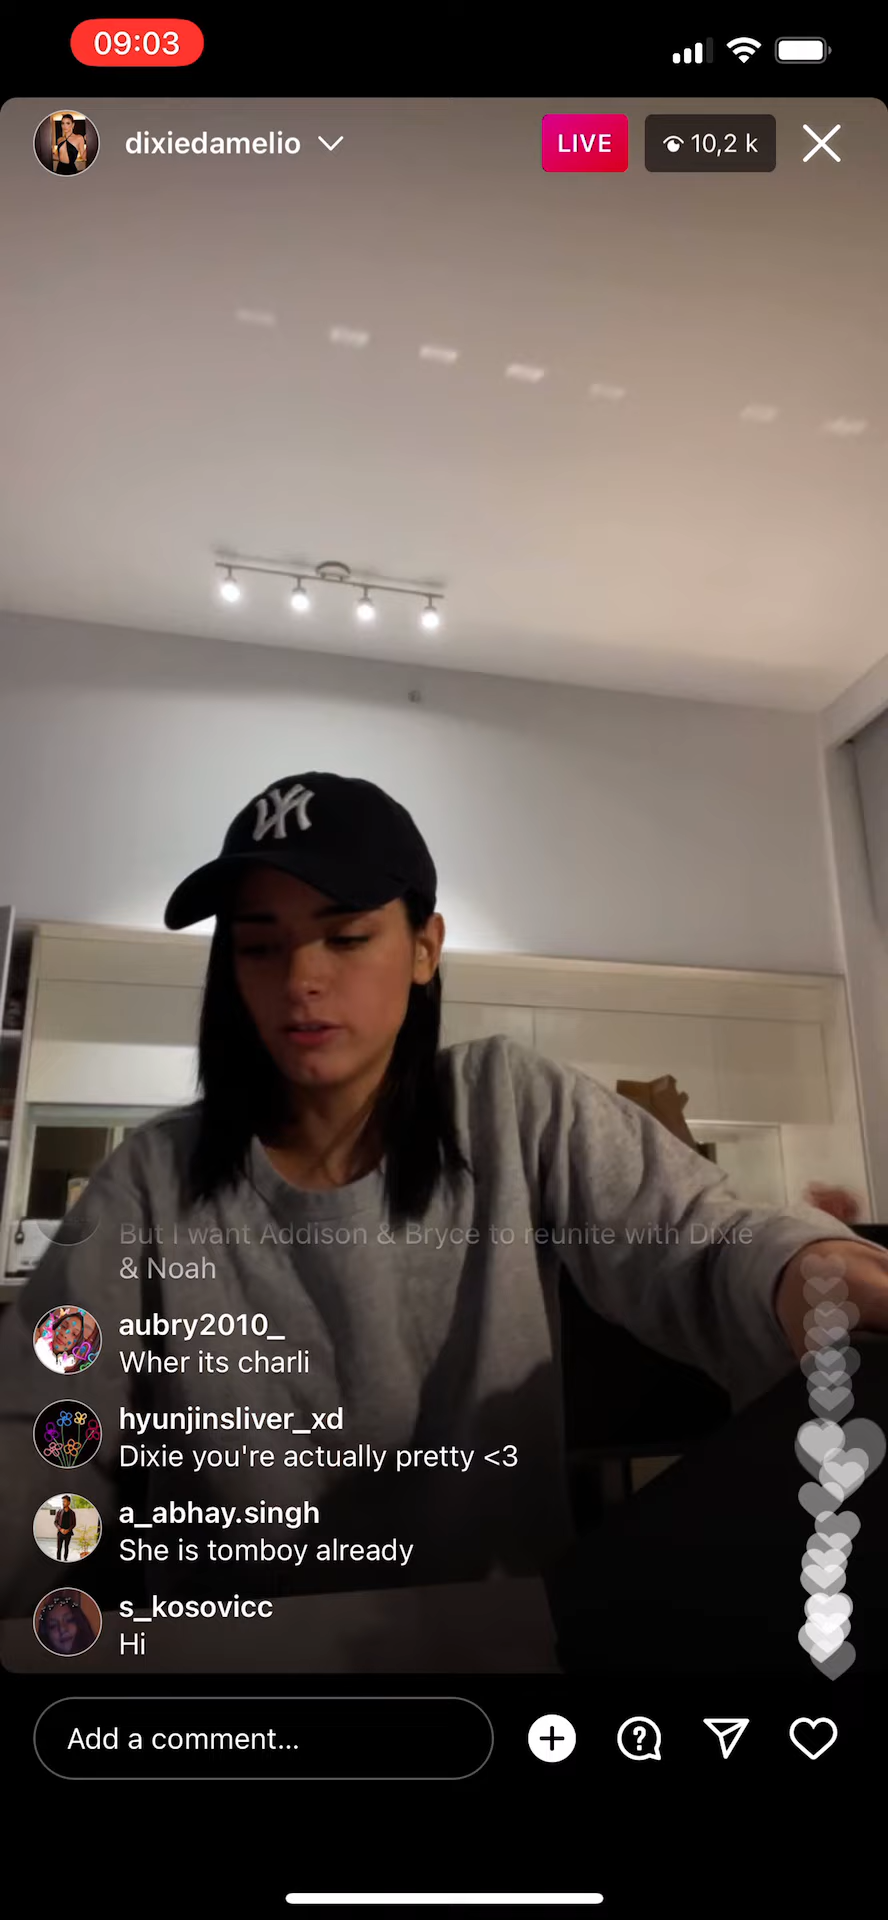 09:03
dixiedamelio
LIVE
10,2 k
NY
But I want Addison & Bryce to reunite with Dixie
& Noah
aubry2010_
Wher its charli
hyunjinsliver_xd
Dixie you're actually pretty <3
a_abhay.singh
She is tomboy already
s_kosovicc
Hi
Add a comment...